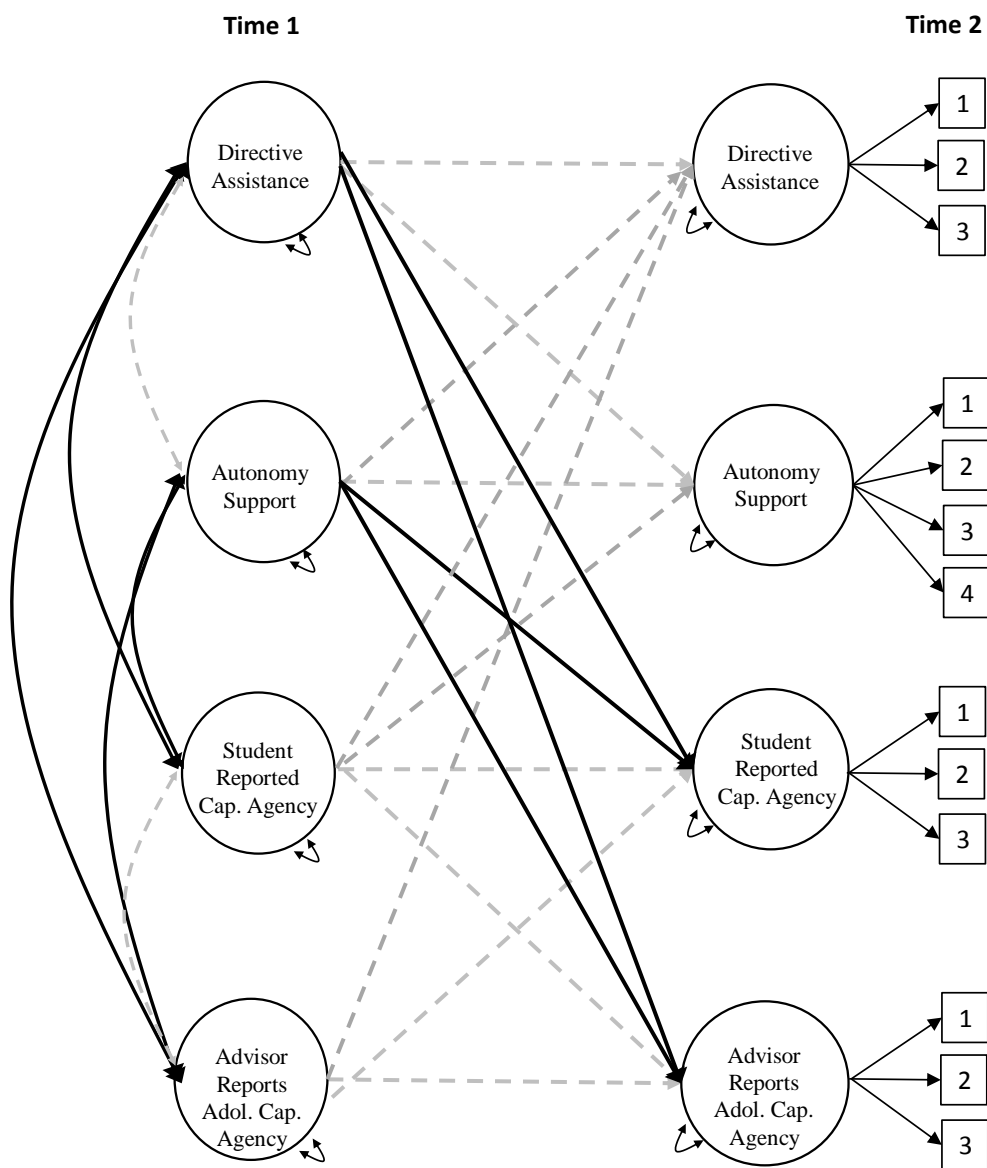 Time 1
Time 2
Directive
Assistance
Directive
Assistance
1
2
3
Autonomy
Support
Autonomy
Support
1
2
3
4
Student
Reported
Cap. Agency
Student
Reported
Cap. Agency
1
2
3
Advisor
Reports
Adol. Cap.
Agency
Advisor
Reports
Adol. Cap.
Agency
1
2
3